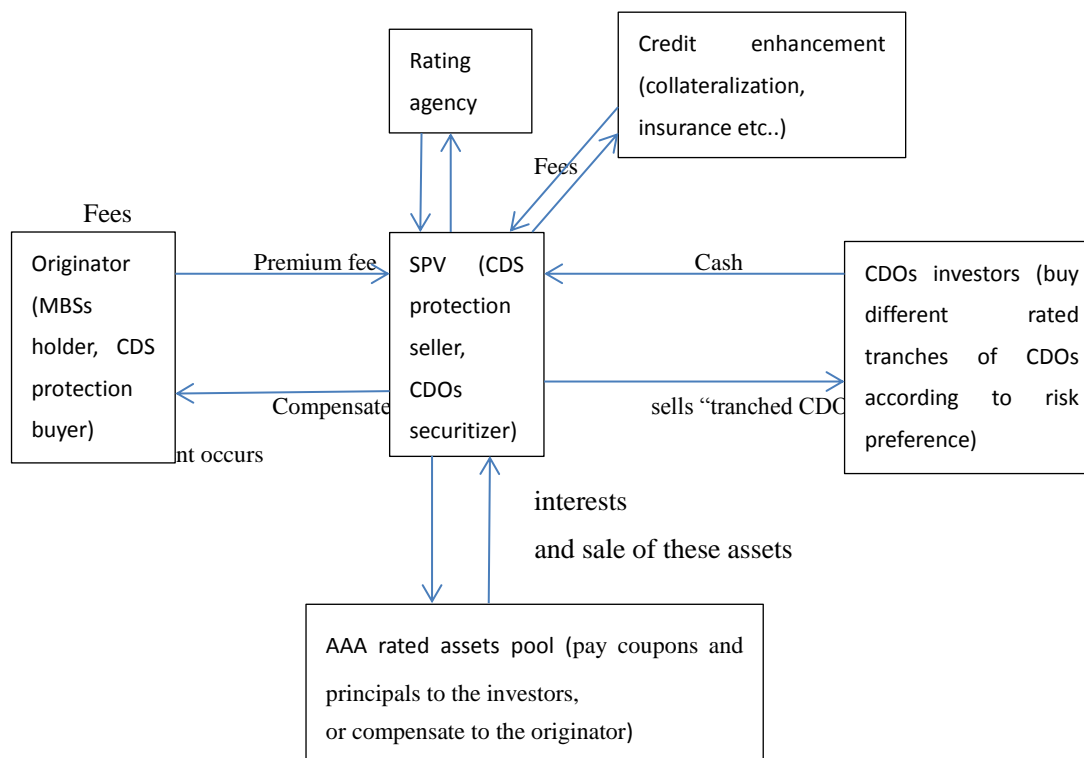 Rating
agency
Credit enhancement
(collateralization,
insurance etc..)
Fees
Fees
Originator
(MBSs
holder, CDS
protection
buyer)
Premium fee
SPV (CDS
protection
seller,
CDOs
securitizer)
Cash
CDOs investors (buy
different rated
tranches of CDOs
according to risk
preference)
Compensate
sells “tranched CDO
nt occurs
interests
and sale of these assets
AAA rated assets pool (pay coupons and
principals to the investors,
or compensate to the originator)